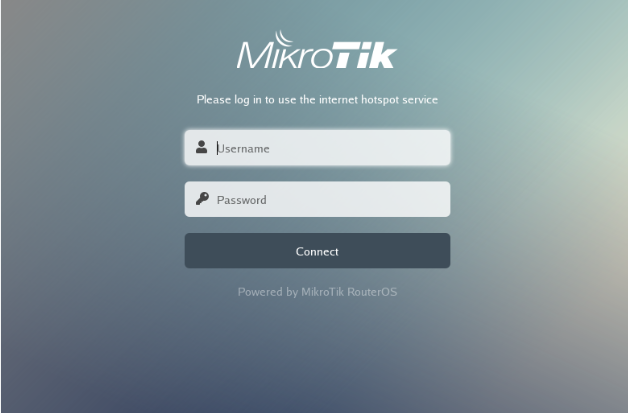 MikroTik
Please log in to use the internet hotspot service
Username
Password
Connect
Powered by MikroTik RouterOS